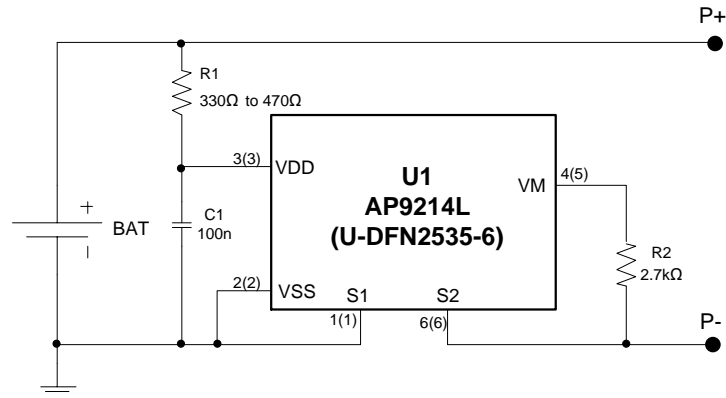 P+
R1
330Ω to 470Ω
3(3)
VDD
U1
AP9214L
(U-DFN2535-6)
VM
4(5)
+
BAT
−
C1
100n
R2
2.7kΩ
2(2)
VSS
S1
S2
1(1)
6(6)
P-